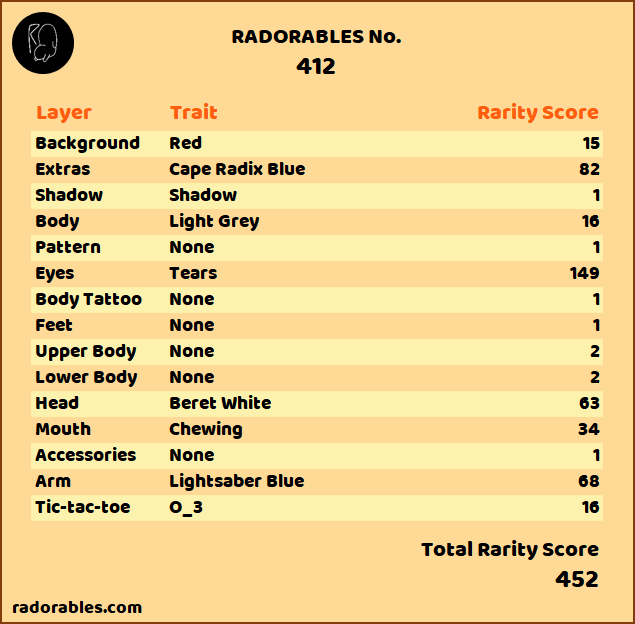 RADORABLES No.
412
Layer Trait Rarity Score
Background Red 15
Extras Cape Radix Blue 82
Shadow Shadow 1
Body Light Grey 16
Pattern None 1
Eyes Tears 149
Body Tattoo None 1
Feet None 1
Upper Body None 2
Lower Body None 2
Head Beret White 63
Mouth Chewing 34
Accessories None 1
Arm Lightsaber Blue 68
Tic-tac-toe O_3 16
Total Rarity Score
452
radorables.com